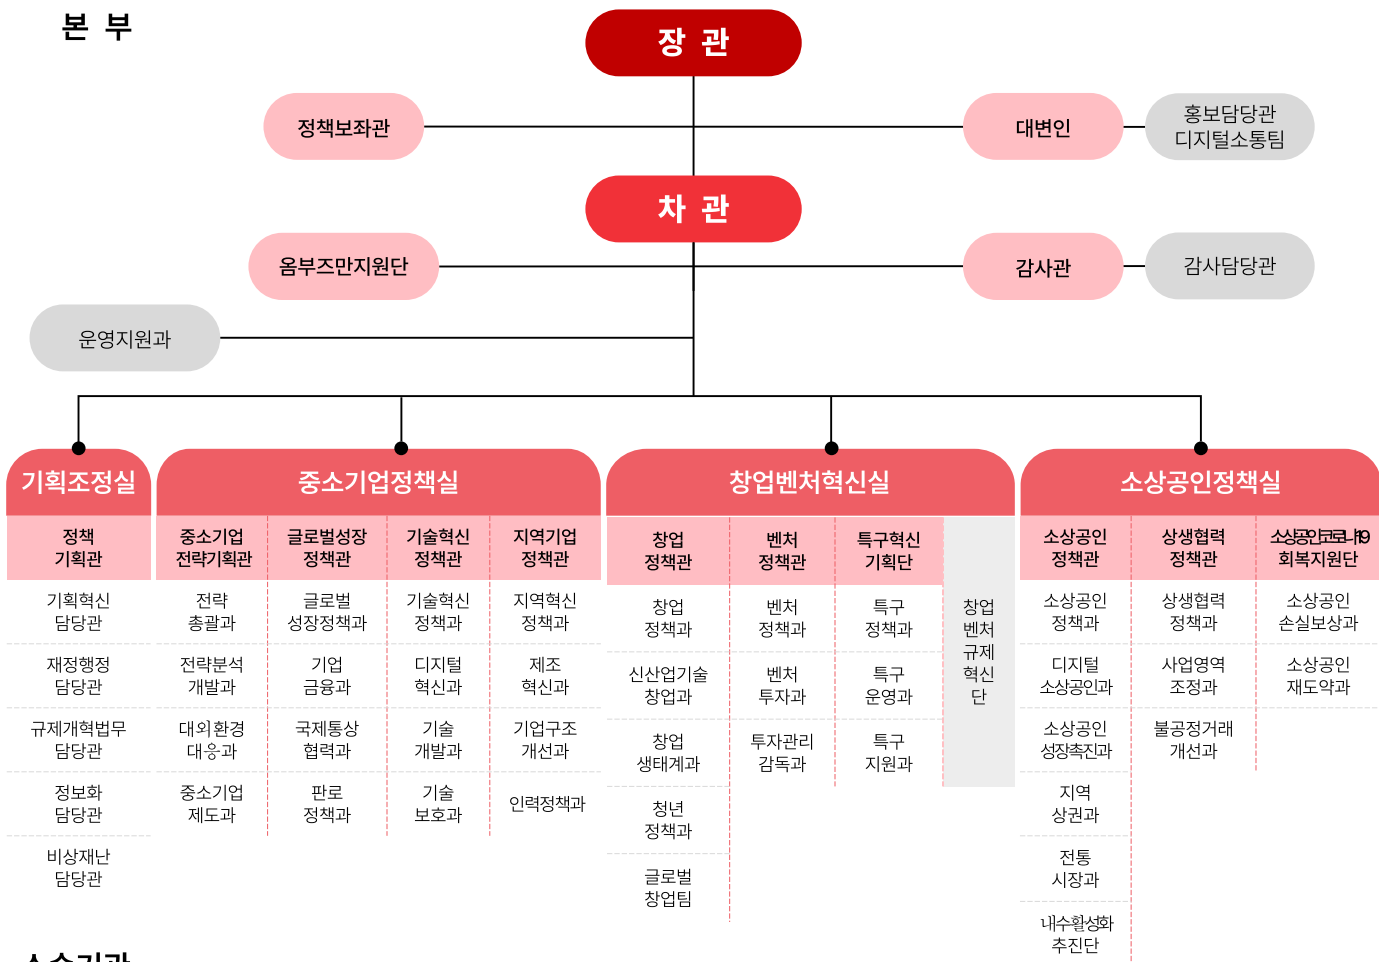 본 부
장 관
정책보좌관
대변인
홍보담당관
디지털소통팀
차 관
옴부즈만지원단
감사관
감사담당관
운영지원과
기획조정실
정책
기획관
기획혁신
담당관
재정행정
담당관
규제개혁법무
담당관
정보화
담당관
비상재난
담당관
중소기업정책실
중소기업
전략기획관
전략
총괄과
전략분석
개발과
대외환경
대응과
중소기업
제도과
글로벌성장
정책관
글로벌
성장정책과
기업
금융과
국제통상
협력과
판로
정책과
기술혁신
정책관
기술혁신
정책과
디지털
혁신과
기술
개발과
기술
보호과
지역기업
정책관
지역혁신
정책과
제조
혁신과
기업구조
개선과
인력정책과
창업벤처혁신실
창업
정책관
창업
정책과
신산업기술
창업과
창업
생태계과
청년
정책과
글로벌
창업팀
벤처
정책관
벤처
정책과
벤처
투자과
투자관리
감독과
특구혁신
기획단
특구
정책과
특구
운영과
특구
지원과
창업
벤처
규제
혁신
단
소상공인정책실
소상공인
정책관
소상공인
정책과
디지털
소상공인과
소상공인
성장촉진과
지역
상권과
전통
시장과
내수활성화
추진단
상생협력
정책관
상생협력
정책과
사업영역
조정과
불공정거래
개선과
소상공인코로나19
회복지원단
소상공인
손실보상과
소상공인
재도약과
소속기관